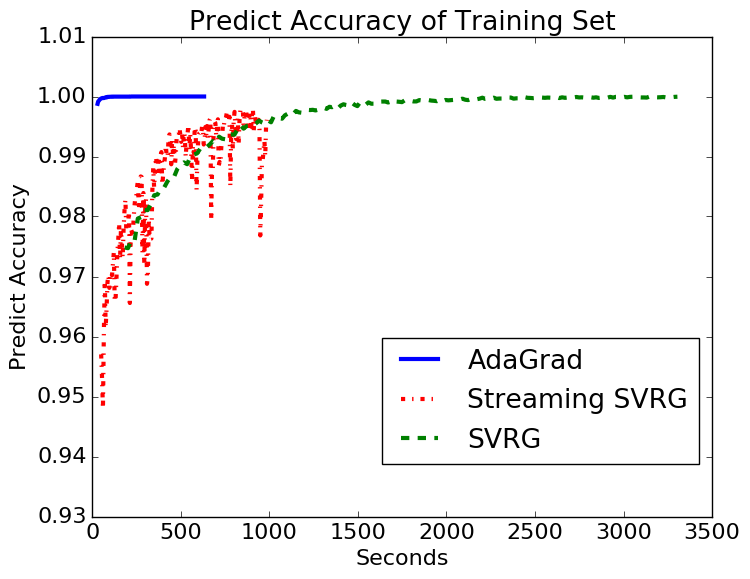 Predict Accuracy of Training Set
1.01
1.00
0.99
0.98
0.97
0.96
0.95
0.94
0.93
Predict Accuracy
AdaGrad
Streaming SVRG
SVRG
0 500 1000 1500 2000 2500 3000 3500
Seconds